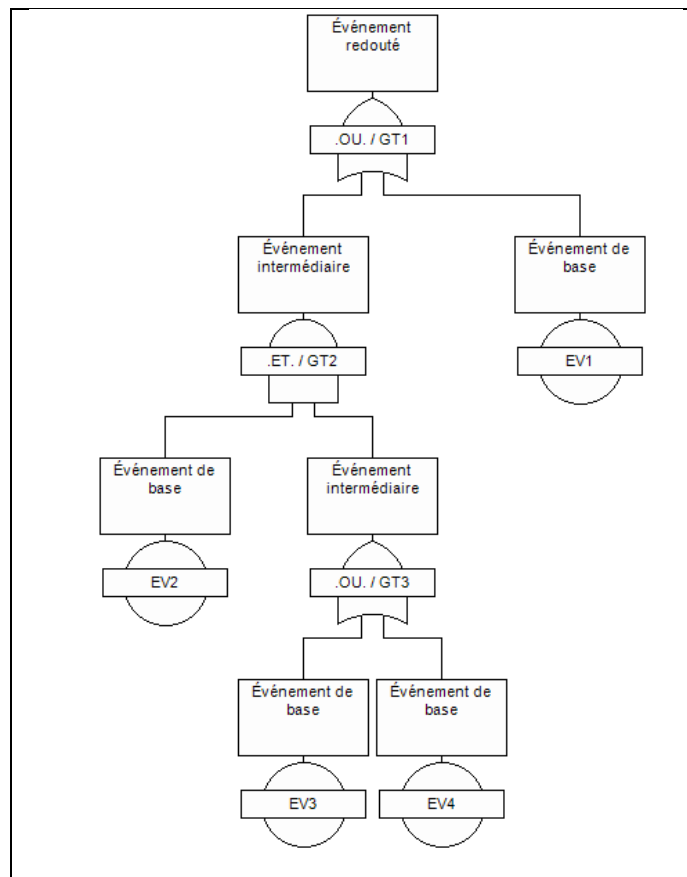 Événement
redouté
.OU. / GT1
Événement
intermédiaire
Événement de
base
.ET. / GT2
EV1
Événement de
base
Événement
intermédiaire
EV2
.OU. / GT3
Événement de
base
Événement de
base
EV3
EV4